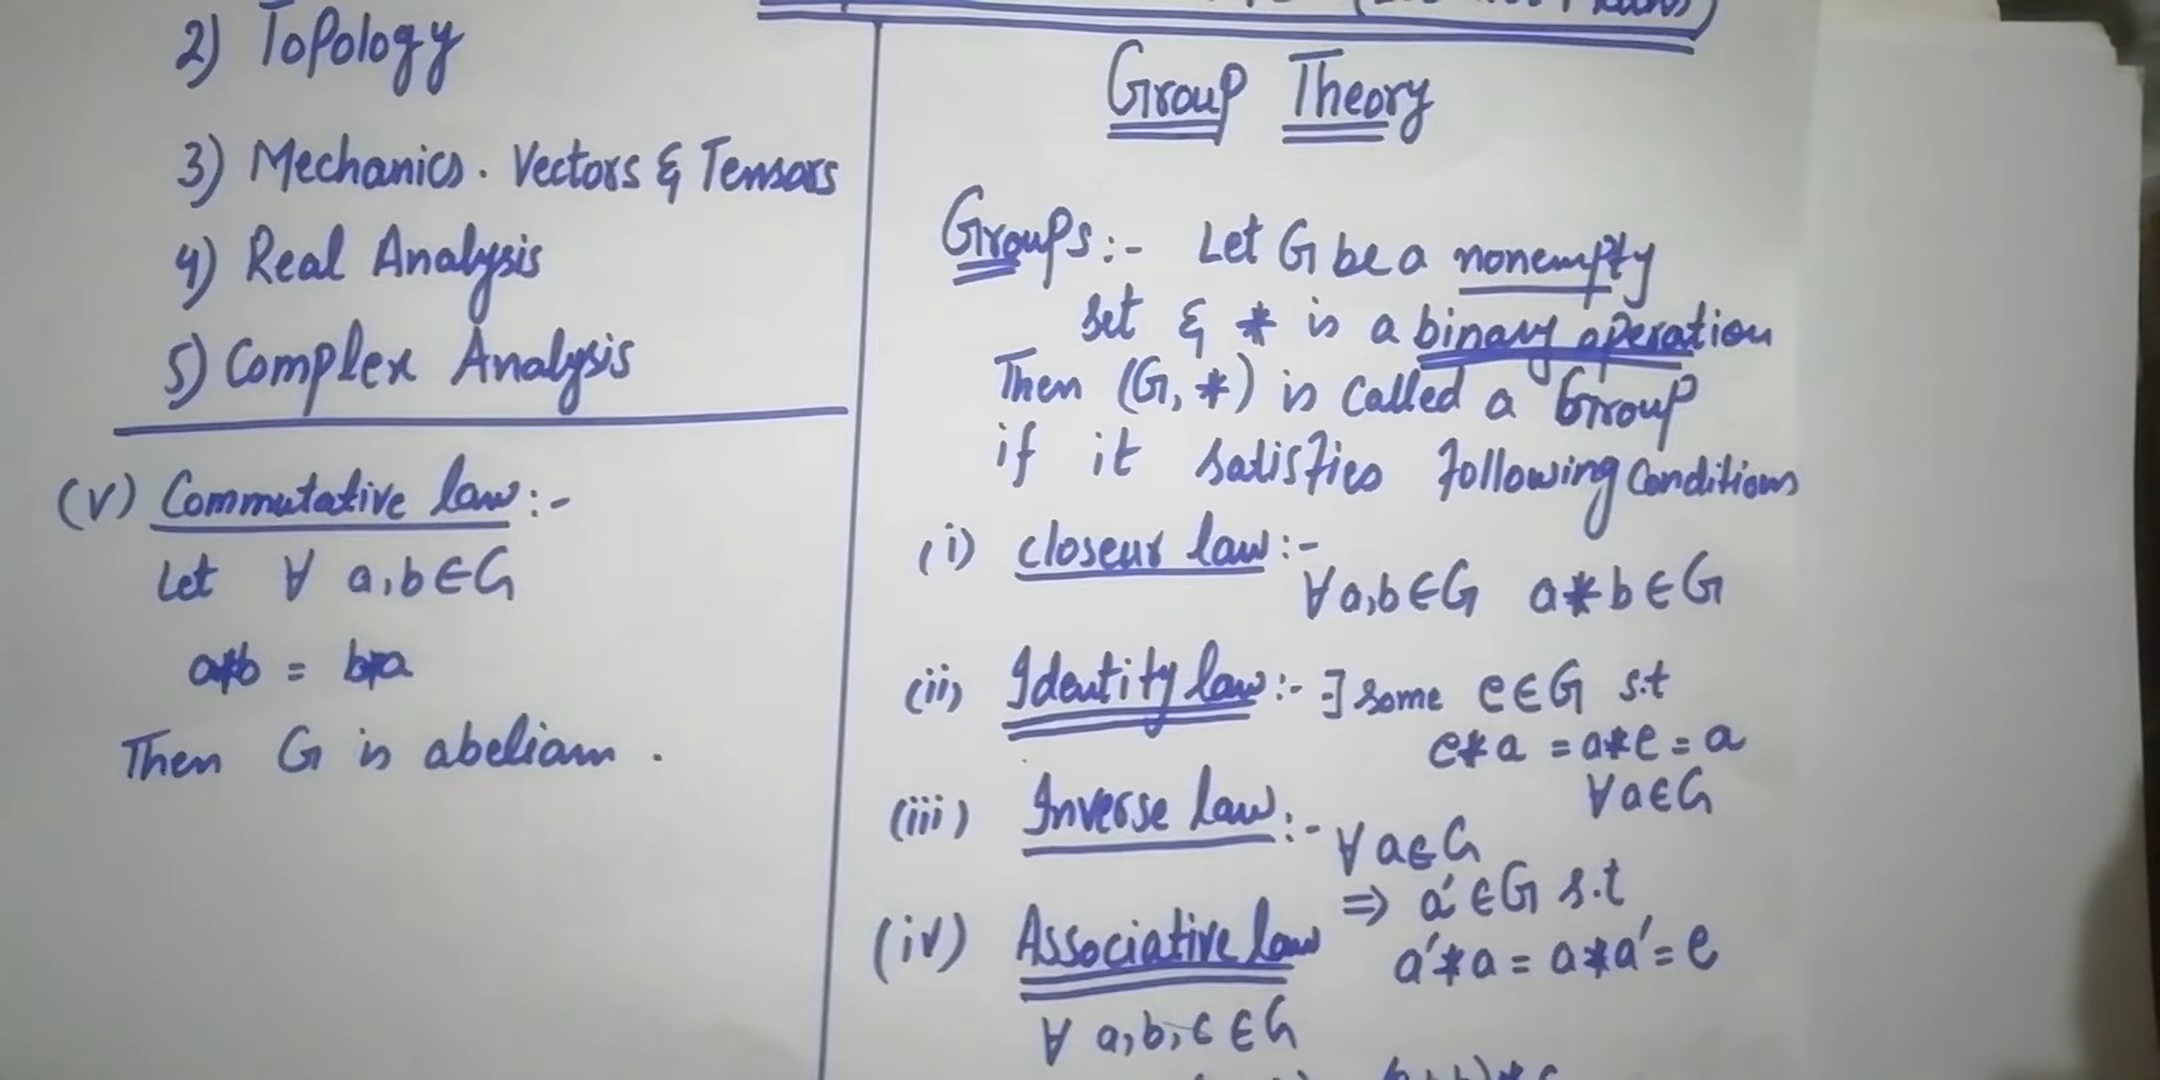 2) Topology
3) Mechanics. Vectors & Tensors
4) Real Analysis
5) Complex Analysis
(V) Commutative law:-
Let ∀ a,b∈G
a*b = b*a
Then G is abeliam.
Group Theory
Groups:- Let G be a nonempty
set & * is a binary operation
Then (G, *) is called a Group
if it satisfies following conditions
(i) closeur law:-
∀a,b∈G a*b∈G
(ii) Identity law:- ∃ some e∈G s.t
e*a = a*e = a
∀a∈G
(iii) Inverse law:- ∀a∈G
⇒ a'∈G s.t
a'*a = a*a' = e
(iv) Associative law
∀ a,b,c ∈G